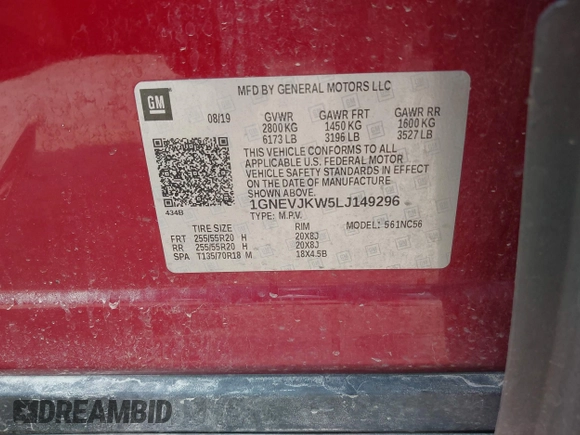 MFD BY GENERAL MOTORS LLC
GM
08/19 GVWR GAWR FRT GAWR RR
2800 KG 1450 KG 1600 KG
6173 LB 3196 LB 3527 LB
THIS VEHICLE CONFORMS TO ALL
APPLICABLE U.S. FEDERAL MOTOR
VEHICLE SAFETY STANDARDS IN EFFECT ON
THE DATE OF MANUFACTURE
SHOWN ABOVE.
434B
1GNEVJKW5LJ149296
TYPE: M.P.V. MODEL: 561NC56
TIRE SIZE RIM
FRT 255/55R20 H 20X8J
RR 255/55R20 H 20X8J
SPA T135/70R18 M 18X4.5B
DREAMBID